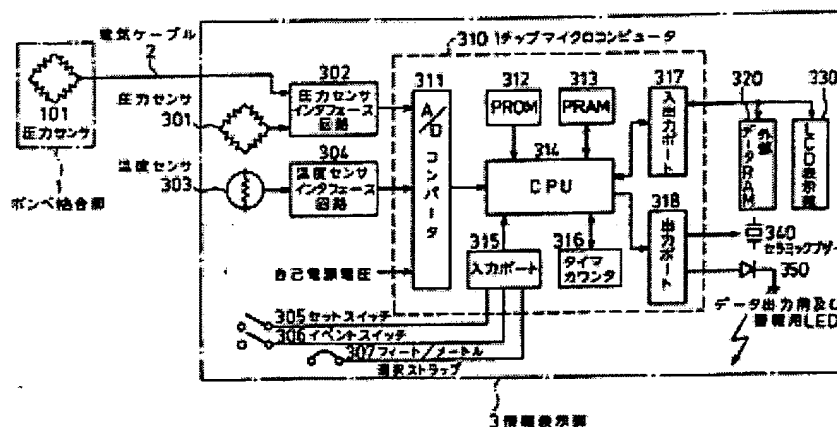 電気ケーブル
2
101
圧力センサ
1
ボンベ結合部
圧力センサ
301
302
圧力センサ
インタフェース
回路
温度センサ
303
304
温度センサ
インタフェース
回路
自己電源電圧
310 1チップマイクロコンピュータ
311
A/D
コンバータ
312
PROM
313
PRAM
314
CPU
315
入力ポート
316
タイマ
カウンタ
317
入出力ポート
318
出力ポート
320
外部
データRAM
330
LCD表示部
340
セラミックブザー
350
データ出力用及び
警報用LED
305 セットスイッチ
306 イベントスイッチ
307 フィート/メートル
選択ストラップ
3 情報表示部